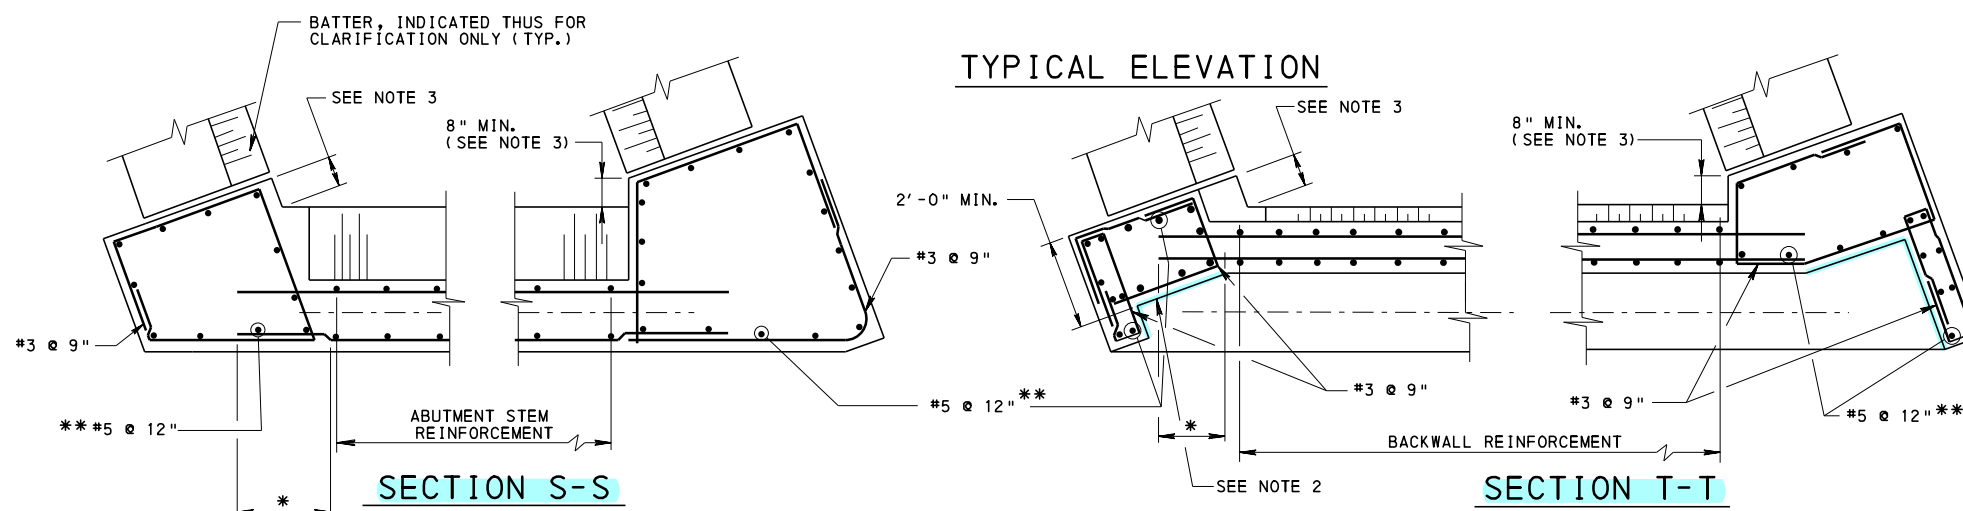 BATTER, INDICATED THUS FOR
CLARIFICATION ONLY (TYP.)
TYPICAL ELEVATION
SEE NOTE 3
8" MIN.
(SEE NOTE 3)
SEE NOTE 3
8" MIN.
(SEE NOTE 3)
2'-0" MIN.
#3 @ 9"
#3 @ 9"
#3 @ 9"
#3 @ 9"
#5 @ 12" **
#5 @ 12" **
** #5 @ 12"
ABUTMENT STEM
REINFORCEMENT
*
BACKWALL REINFORCEMENT
SEE NOTE 2
*
SECTION S-S
SECTION T-T